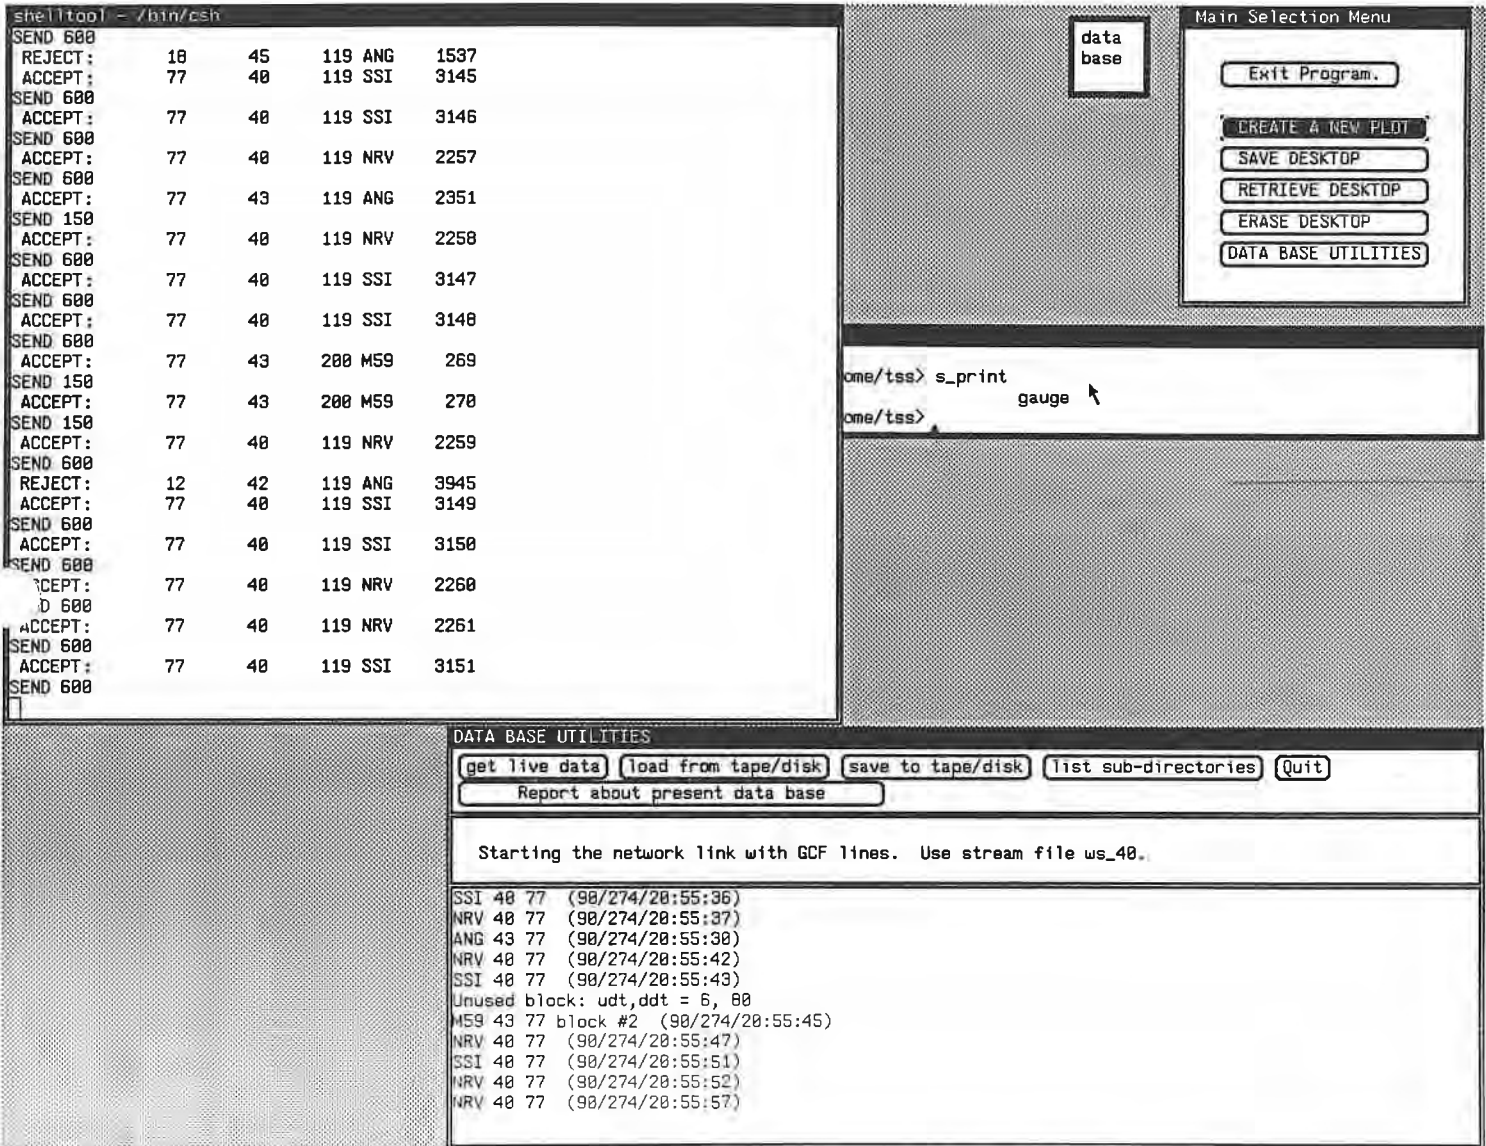 shelltool - /bin/csh
SEND 600
REJECT: 10 45 119 ANG 1537
ACCEPT: 77 40 119 SSI 3145
SEND 600
ACCEPT: 77 40 119 SSI 3146
SEND 600
ACCEPT: 77 40 119 NRV 2257
SEND 600
ACCEPT: 77 43 119 ANG 2351
SEND 150
ACCEPT: 77 40 119 NRV 2258
SEND 600
ACCEPT: 77 40 119 SSI 3147
SEND 600
ACCEPT: 77 40 119 SSI 3148
SEND 600
ACCEPT: 77 43 200 M59 269
SEND 150
ACCEPT: 77 43 200 M59 270
SEND 150
ACCEPT: 77 40 119 NRV 2259
SEND 600
REJECT: 12 42 119 ANG 3945
ACCEPT: 77 40 119 SSI 3149
SEND 600
ACCEPT: 77 40 119 SSI 3150
SEND 600
CCEPT: 77 40 119 NRV 2260
D 600
ACCEPT: 77 40 119 NRV 2261
SEND 600
ACCEPT: 77 40 119 SSI 3151
SEND 600
data
base
Main Selection Menu
Exit Program.
CREATE A NEW PLOT
SAVE DESKTOP
RETRIEVE DESKTOP
ERASE DESKTOP
DATA BASE UTILITIES
ome/tss> s_print
gauge
ome/tss>
DATA BASE UTILITIES
get live data load from tape/disk save to tape/disk list sub-directories Quit
Report about present data base
Starting the network link with GCF lines. Use stream file ws_40.
SSI 40 77 (90/274/20:55:36)
NRV 40 77 (90/274/20:55:37)
ANG 43 77 (90/274/20:55:30)
NRV 40 77 (90/274/20:55:42)
SSI 40 77 (90/274/20:55:43)
Unused block: udt,ddt = 6, 80
M59 43 77 block #2 (90/274/20:55:45)
NRV 40 77 (90/274/20:55:47)
SSI 40 77 (90/274/20:55:51)
NRV 40 77 (90/274/20:55:52)
NRV 40 77 (90/274/20:55:57)